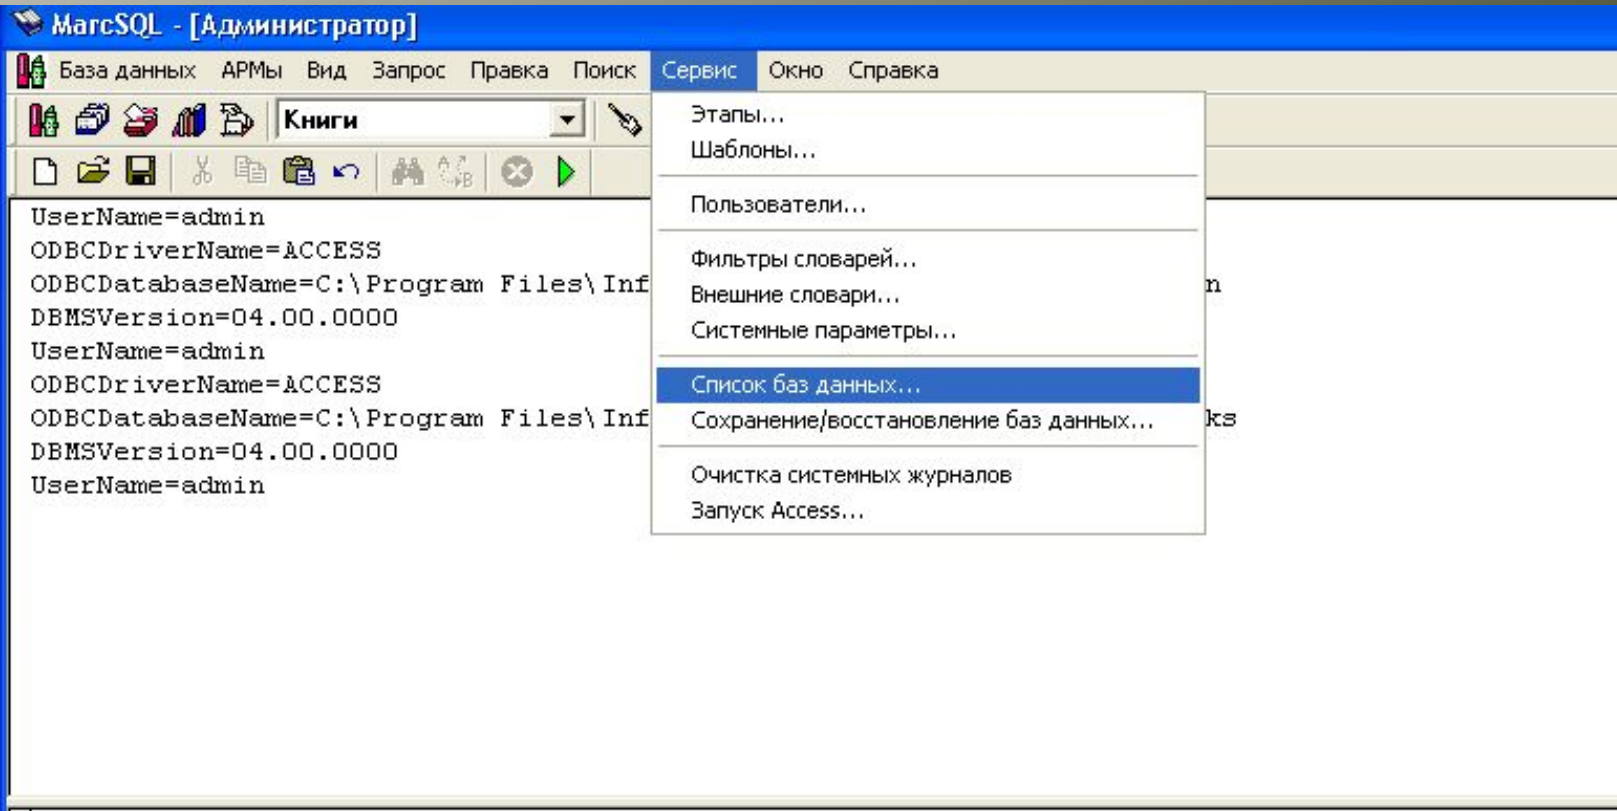 MarcSQL - [Администратор]
База данных АРМы Вид Запрос Правка Поиск Сервис Окно Справка
Книги
UserName=admin
ODBCDriverName=ACCESS
ODBCDatabaseName=C:\Program Files\Inf
DBMSVersion=04.00.0000
UserName=admin
ODBCDriverName=ACCESS
ODBCDatabaseName=C:\Program Files\Inf
DBMSVersion=04.00.0000
UserName=admin
Этапы...
Шаблоны...
Пользователи...
Фильтры словарей...
Внешние словари...
Системные параметры...
Список баз данных...
Сохранение/восстановление баз данных...
Очистка системных журналов
Запуск Access...
n
ks